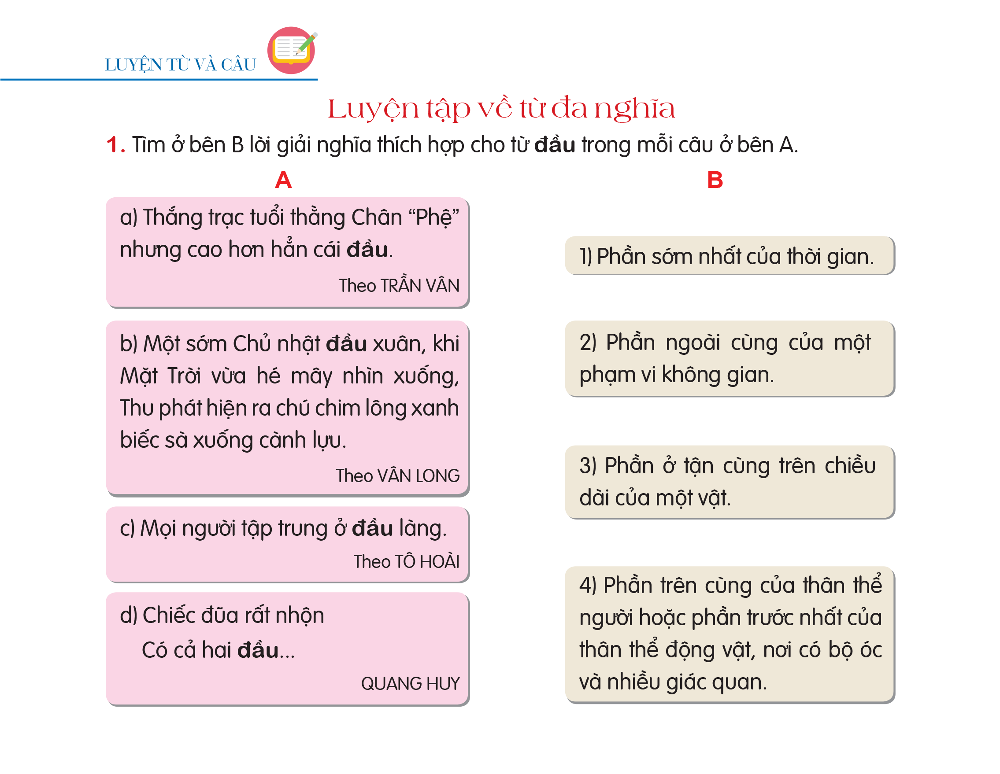 LUYỆN TỪ VÀ CÂU
Luyện tập về từ đa nghĩa
1. Tìm ở bên B lời giải nghĩa thích hợp cho từ đầu trong mỗi câu ở bên A.
A
a) Thắng trạc tuổi thằng Chân “Phệ”
nhưng cao hơn hẳn cái đầu.
Theo TRẦN VÂN
b) Một sớm Chủ nhật đầu xuân, khi
Mặt Trời vừa hé mây nhìn xuống,
Thu phát hiện ra chú chim lông xanh
biếc sà xuống cành lựu.
Theo VÂN LONG
c) Mọi người tập trung ở đầu làng.
Theo TÔ HOÀI
d) Chiếc đũa rất nhộn
Có cả hai đầu...
QUANG HUY
B
1) Phần sớm nhất của thời gian.
2) Phần ngoài cùng của một
phạm vi không gian.
3) Phần ở tận cùng trên chiều
dài của một vật.
4) Phần trên cùng của thân thể
người hoặc phần trước nhất của
thân thể động vật, nơi có bộ óc
và nhiều giác quan.